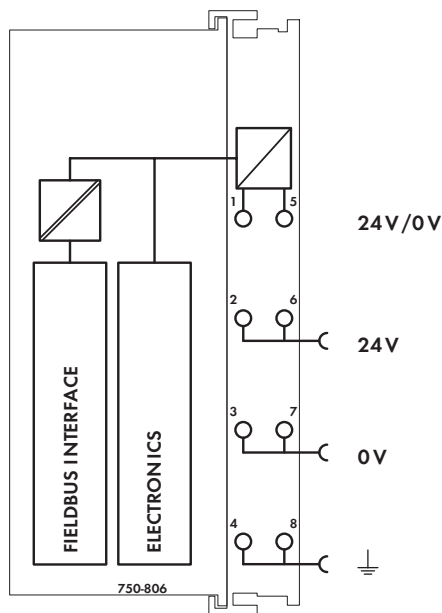 1 5
24V/0V
2 6
24V
3 7
0V
4 8
FIELDBUS INTERFACE
ELECTRONICS
750-806